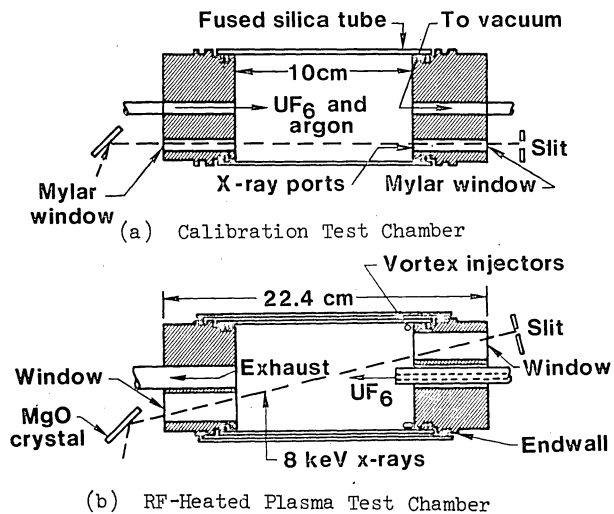 Fused silica tube
To vacuum
10cm
UF6 and
argon
Slit
Mylar
window
X-ray ports
Mylar window
(a) Calibration Test Chamber
Vortex injectors
22.4 cm
Slit
Window
Exhaust
Window
UF6
MgO
crystal
8 keV x-rays
Endwall
(b) RF-Heated Plasma Test Chamber